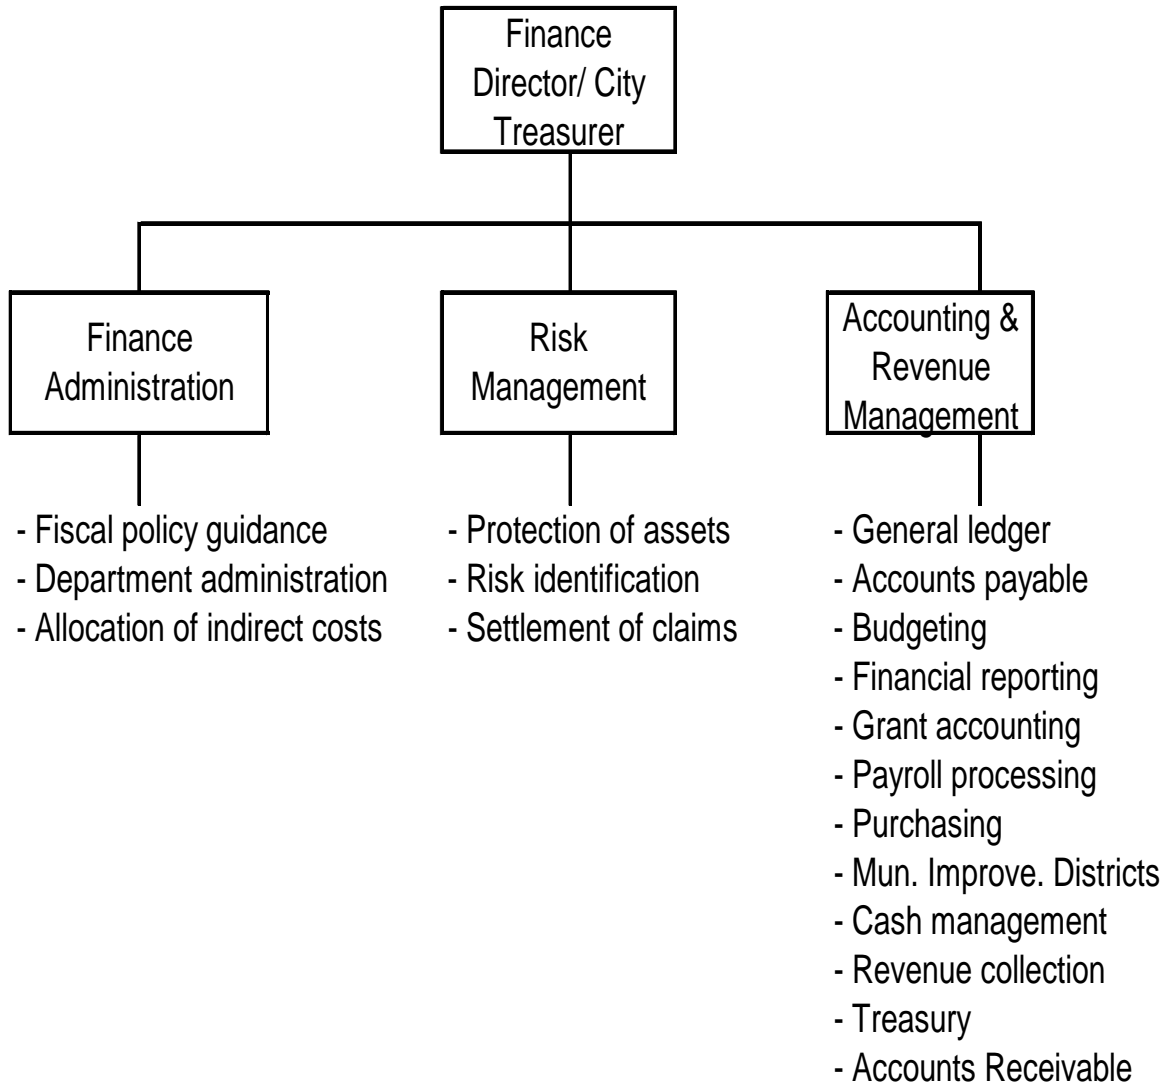 Finance
Director/ City
Treasurer
Finance
Administration
Risk
Management
Accounting &
Revenue
Management
- Fiscal policy guidance
- Department administration
- Allocation of indirect costs
- Protection of assets
- Risk identification
- Settlement of claims
- General ledger
- Accounts payable
- Budgeting
- Financial reporting
- Grant accounting
- Payroll processing
- Purchasing
- Mun. Improve. Districts
- Cash management
- Revenue collection
- Treasury
- Accounts Receivable